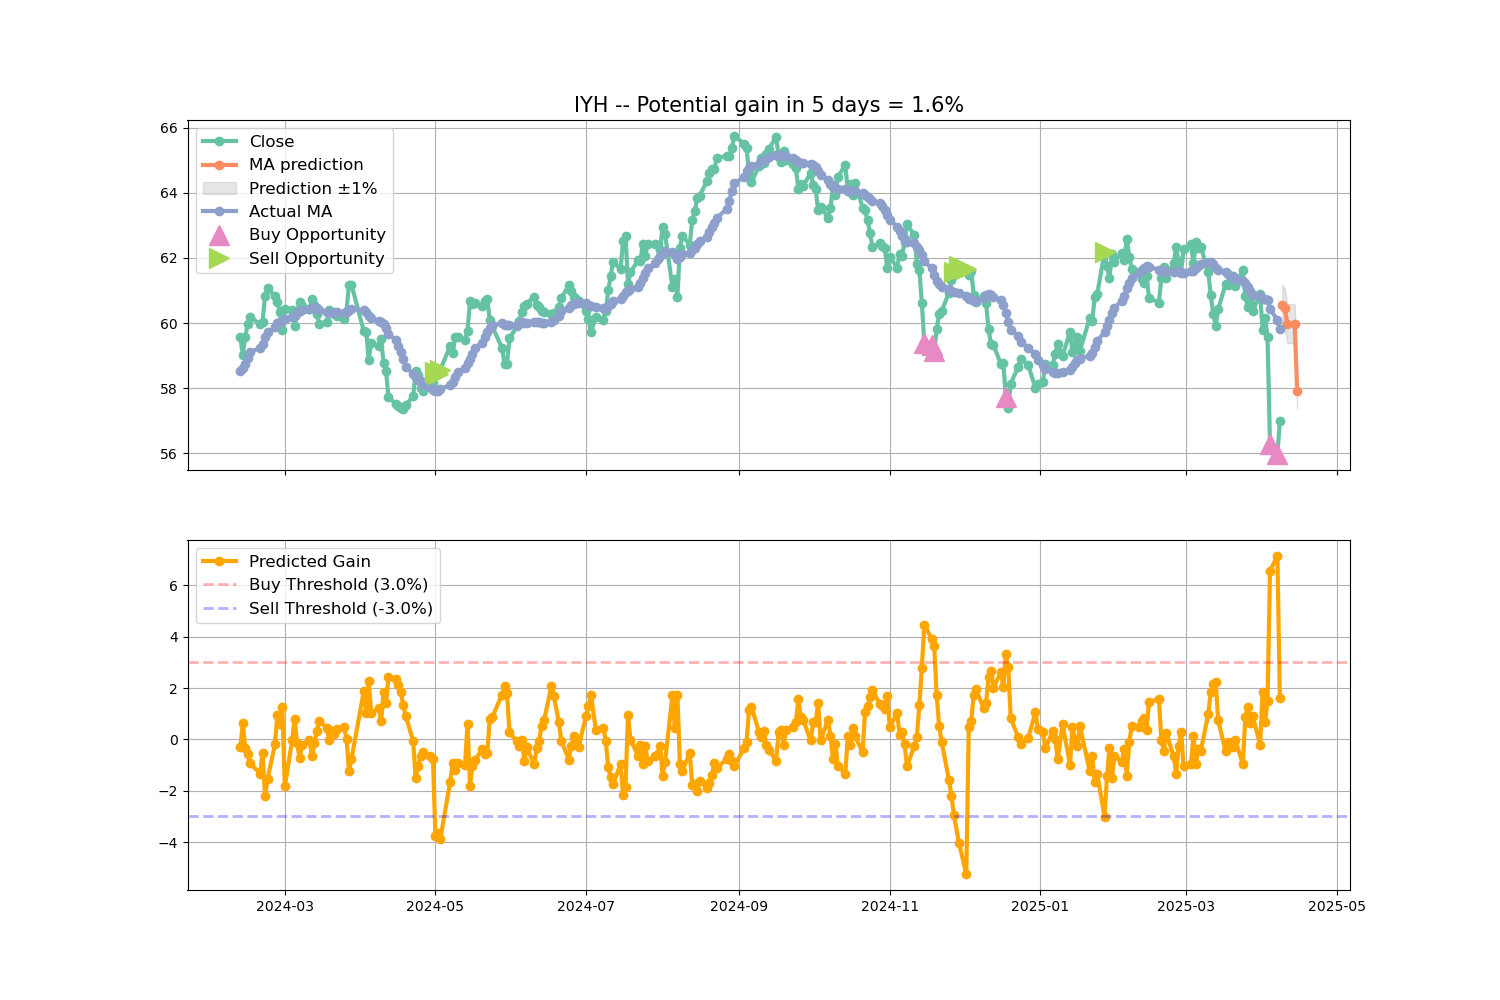 IYH -- Potential gain in 5 days = 1.6%
66
64
62
60
58
56
Close
MA prediction
Prediction ±1%
Actual MA
Buy Opportunity
Sell Opportunity
6
4
2
0
−2
−4
Predicted Gain
Buy Threshold (3.0%)
Sell Threshold (-3.0%)
2024-03
2024-05
2024-07
2024-09
2024-11
2025-01
2025-03
2025-05